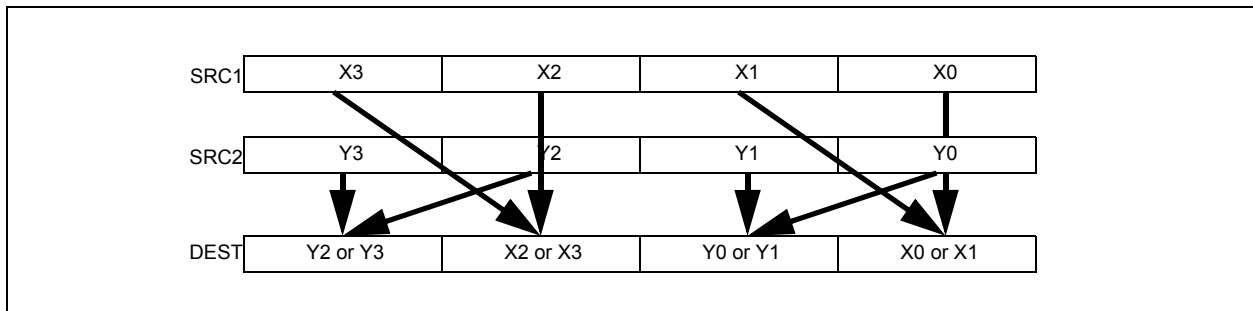 SRC1 X3 X2 X1 X0
SRC2 Y3 Y2 Y1 Y0
DEST Y2 or Y3 X2 or X3 Y0 or Y1 X0 or X1